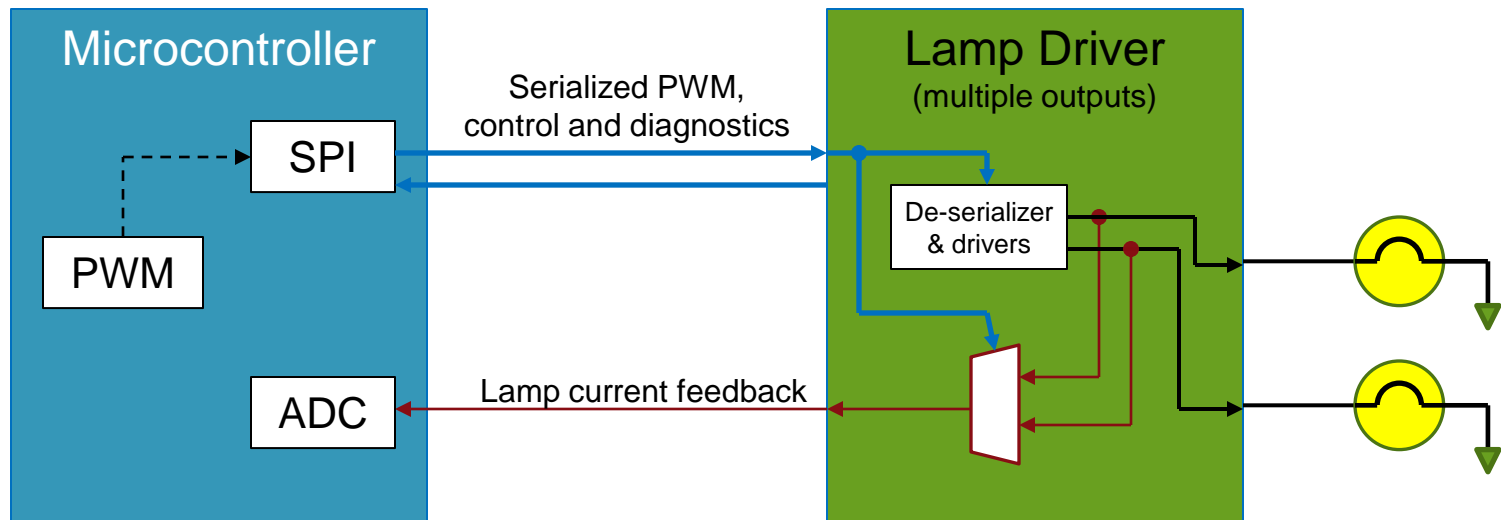 Microcontroller
Lamp Driver
(multiple outputs)
Serialized PWM,
control and diagnostics
SPI
De-serializer
& drivers
PWM
Lamp current feedback
ADC